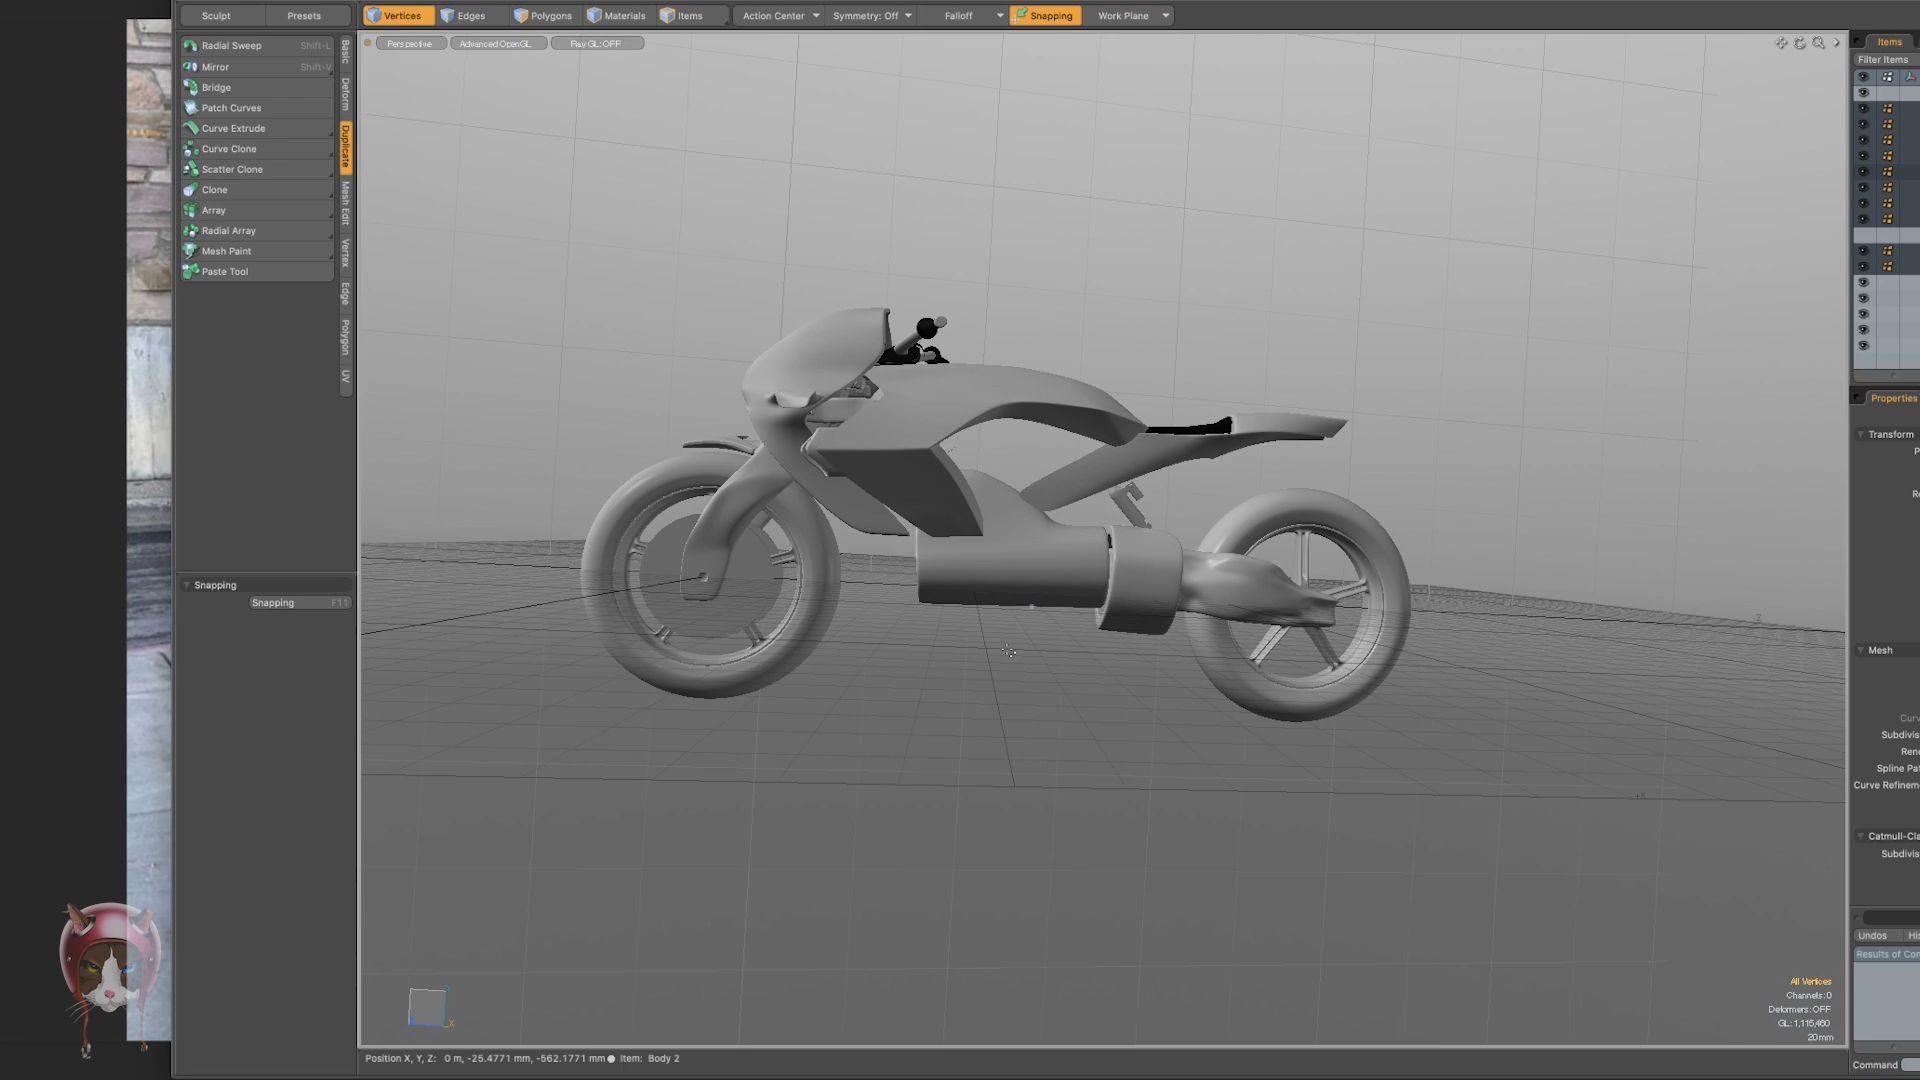 Sculpt Presets Vertices Edges Polygons Materials Items Action Center Symmetry: Off Falloff Snapping Work Plane
Perspective Advanced OpenGL Ray GL: OFF
Radial Sweep Shift-L
Mirror Shift-V
Bridge
Patch Curves
Curve Extrude
Curve Clone
Scatter Clone
Clone
Array
Radial Array
Mesh Paint
Paste Tool
Basic
Deform
Duplicate
Mesh Edit
Vertex
Edge
Polygon
UV
Snapping
Snapping F11
Items
Filter Items
Properties
Transform
Mesh
Subdivis
Spline Pat
Curve Refinem
Catmull-Cla
Subdivis
Undos His
Results of Com
Command
Z
+X
X
All Vertices
Channels: 0
Deformers: OFF
GL: 1,115,460
20 mm
Position X, Y, Z: 0 m, -25.4771 mm, -562.1771 mm Item: Body 2